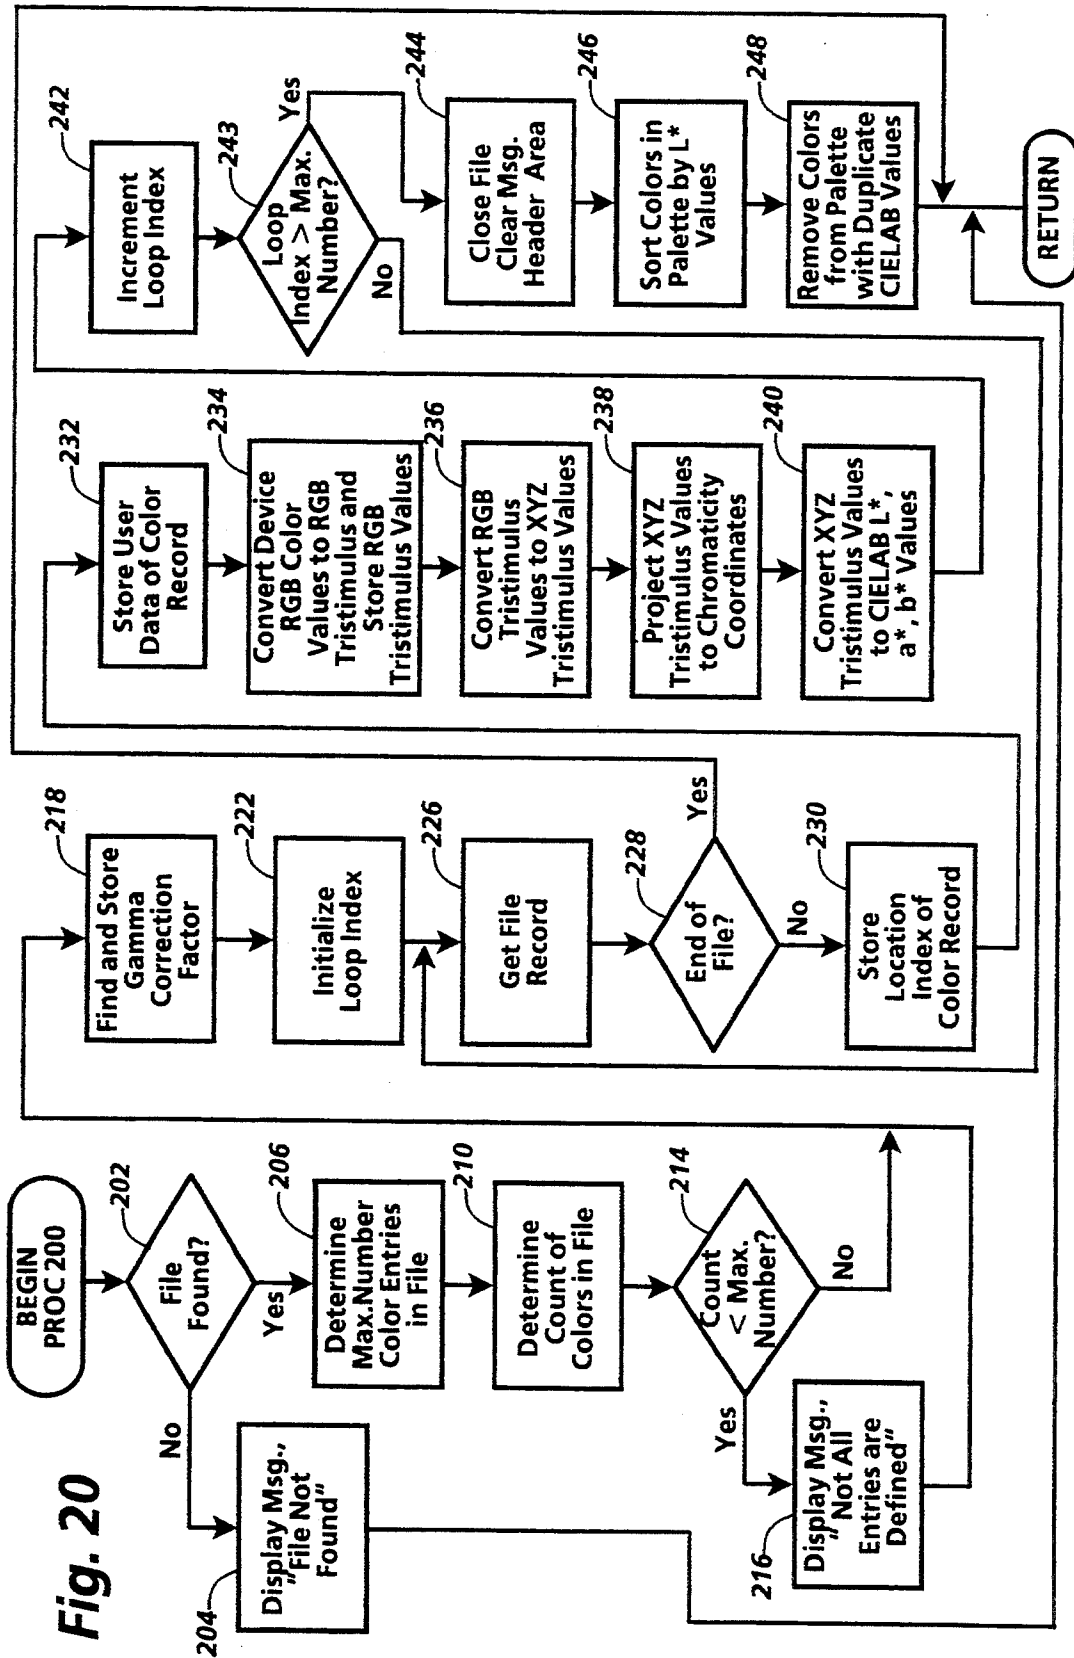 Fig. 20
BEGIN
PROC 200
202
File
Found?
No
Yes
204
Display Msg.,
"File Not
Found"
206
Determine
Max.Number
Color Entries
in File
210
Determine
Count of
Colors in File
214
Count
< Max.
Number?
Yes
No
216
Display Msg.,
"Not All
Entries are
Defined"
218
Find and Store
Gamma
Correction
Factor
222
Initialize
Loop Index
226
Get File
Record
228
End of
File?
Yes
No
230
Store
Location
Index of
Color Record
232
Store User
Data of Color
Record
234
Convert Device
RGB Color
Values to RGB
Tristimulus and
Store RGB
Tristimulus Values
236
Convert RGB
Tristimulus
Values to XYZ
Tristimulus Values
238
Project XYZ
Tristimulus Values
to Chromaticity
Coordinates
240
Convert XYZ
Tristimulus Values
to CIELAB L*,
a*, b* Values
242
Increment
Loop Index
243
Loop
Index > Max.
Number?
Yes
No
244
Close File
Clear Msg.
Header Area
246
Sort Colors in
Palette by L*
Values
248
Remove Colors
from Palette
with Duplicate
CIELAB Values
RETURN